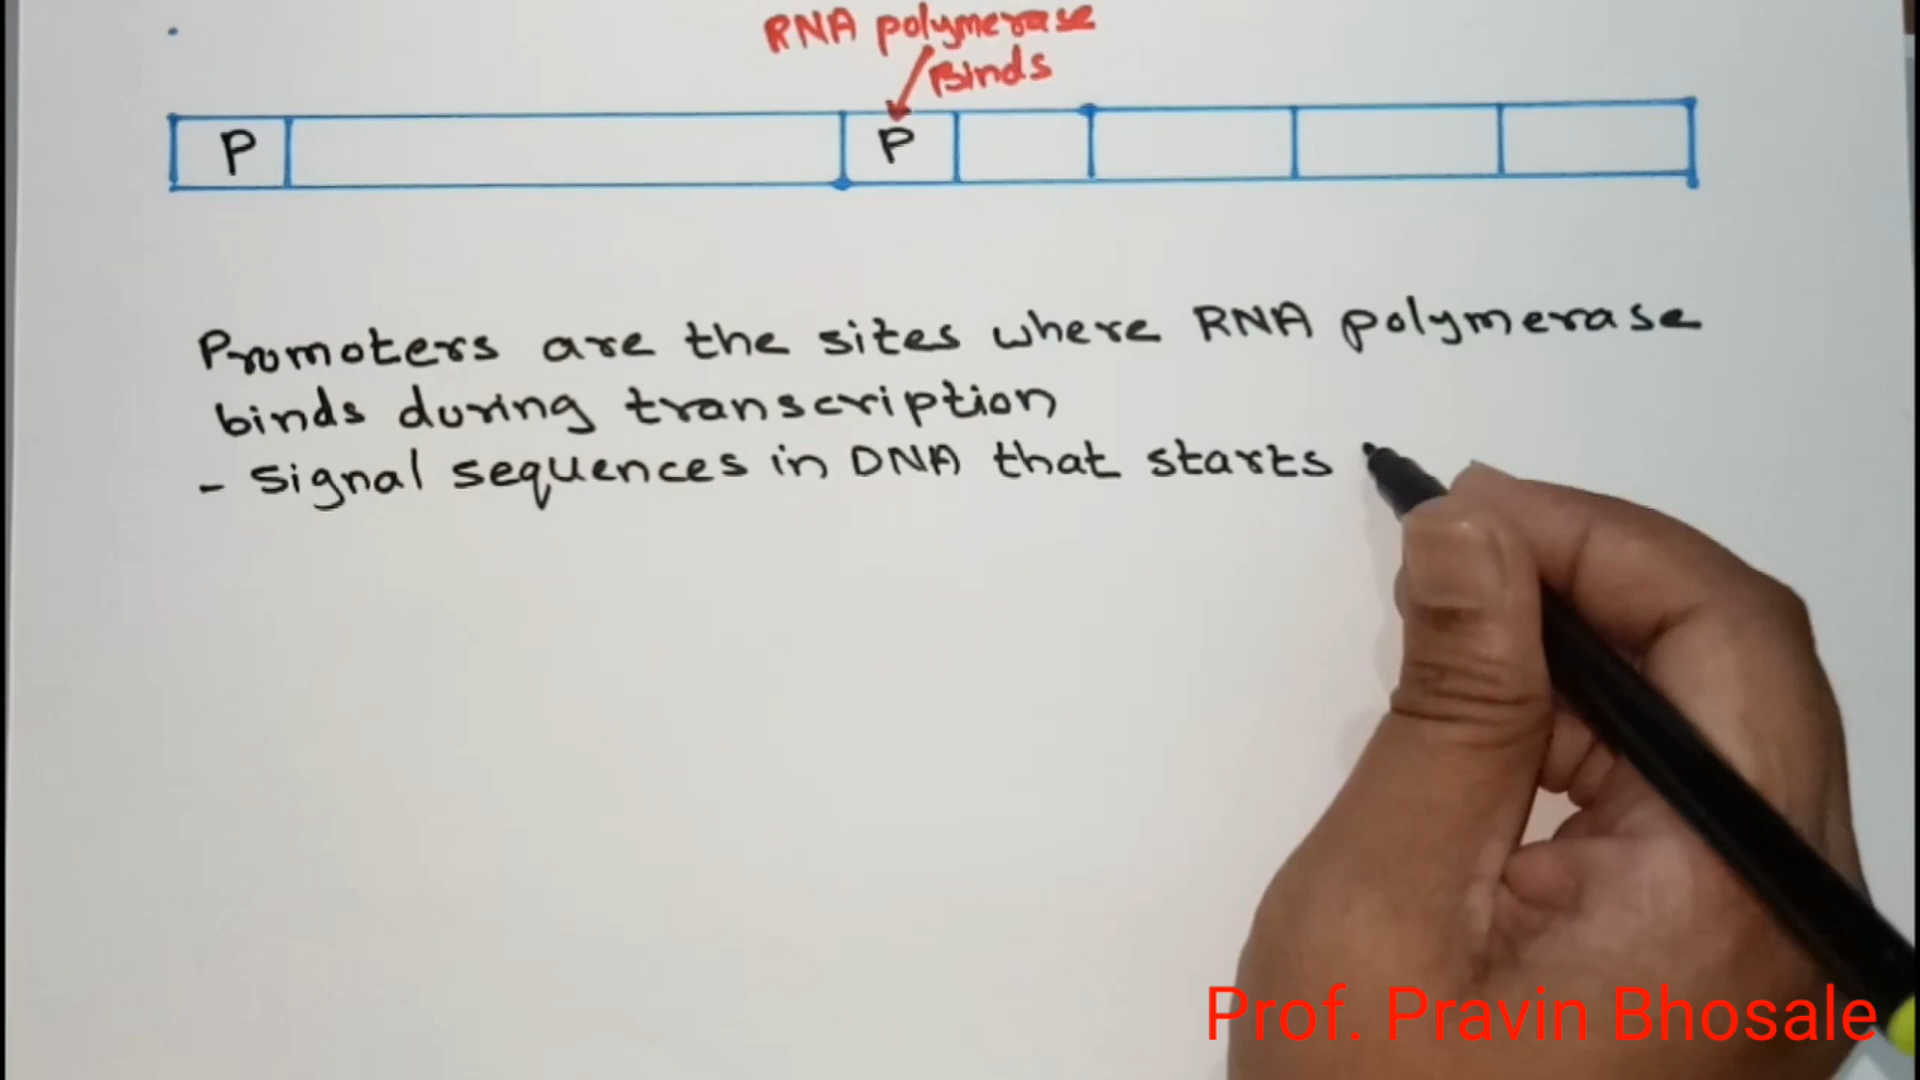 RNA polymerase
Binds
P
P
Promoters are the sites where RNA polymerase
binds during transcription
- Signal sequences in DNA that starts
Prof. Pravin Bhosale